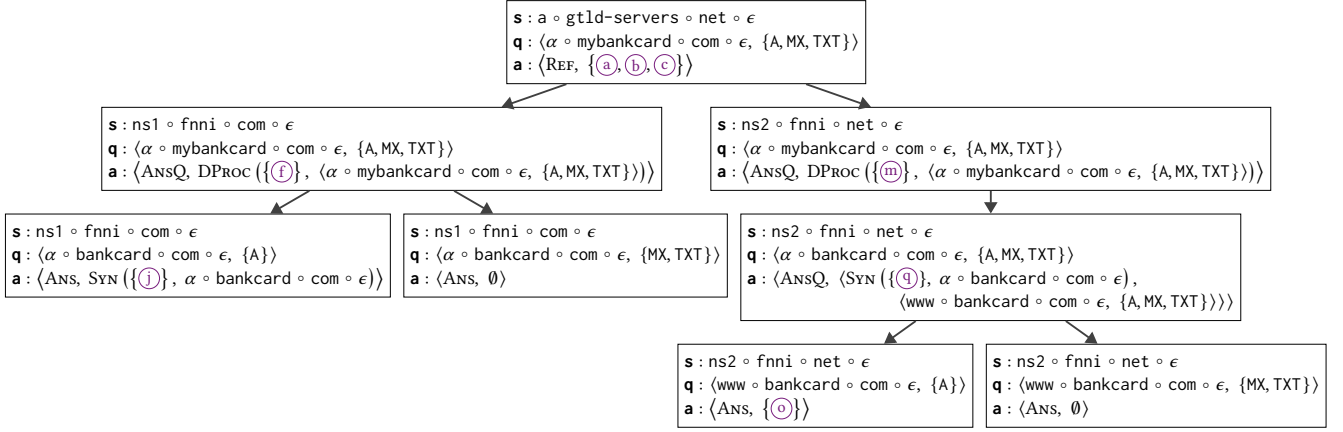 s : a ∘ gtld-servers ∘ net ∘ ϵ
q : ⟨α ∘ mybankcard ∘ com ∘ ϵ, {A, MX, TXT}⟩
a : ⟨Ref, {a, b, c}⟩
s : ns1 ∘ fnni ∘ com ∘ ϵ
q : ⟨α ∘ mybankcard ∘ com ∘ ϵ, {A, MX, TXT}⟩
a : ⟨AnsQ, DProc ({f}, ⟨α ∘ mybankcard ∘ com ∘ ϵ, {A, MX, TXT}⟩)⟩
s : ns2 ∘ fnni ∘ net ∘ ϵ
q : ⟨α ∘ mybankcard ∘ com ∘ ϵ, {A, MX, TXT}⟩
a : ⟨AnsQ, DProc ({m}, ⟨α ∘ mybankcard ∘ com ∘ ϵ, {A, MX, TXT}⟩)⟩
s : ns1 ∘ fnni ∘ com ∘ ϵ
q : ⟨α ∘ bankcard ∘ com ∘ ϵ, {A}⟩
a : ⟨Ans, Syn ({j}, α ∘ bankcard ∘ com ∘ ϵ)⟩
s : ns1 ∘ fnni ∘ com ∘ ϵ
q : ⟨α ∘ bankcard ∘ com ∘ ϵ, {MX, TXT}⟩
a : ⟨Ans, ∅⟩
s : ns2 ∘ fnni ∘ net ∘ ϵ
q : ⟨α ∘ bankcard ∘ com ∘ ϵ, {A, MX, TXT}⟩
a : ⟨AnsQ, ⟨Syn ({q}, α ∘ bankcard ∘ com ∘ ϵ),
⟨www ∘ bankcard ∘ com ∘ ϵ, {A, MX, TXT}⟩⟩⟩
s : ns2 ∘ fnni ∘ net ∘ ϵ
q : ⟨www ∘ bankcard ∘ com ∘ ϵ, {A}⟩
a : ⟨Ans, {o}⟩
s : ns2 ∘ fnni ∘ net ∘ ϵ
q : ⟨www ∘ bankcard ∘ com ∘ ϵ, {MX, TXT}⟩
a : ⟨Ans, ∅⟩